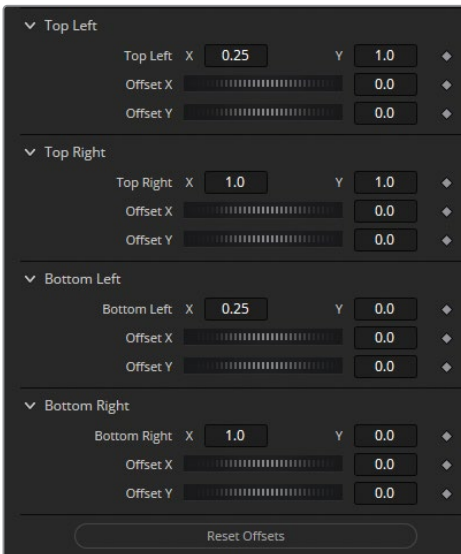 Top Left
Top Left X 0.25 Y 1.0
Offset X 0.0
Offset Y 0.0
Top Right
Top Right X 1.0 Y 1.0
Offset X 0.0
Offset Y 0.0
Bottom Left
Bottom Left X 0.25 Y 0.0
Offset X 0.0
Offset Y 0.0
Bottom Right
Bottom Right X 1.0 Y 0.0
Offset X 0.0
Offset Y 0.0
Reset Offsets